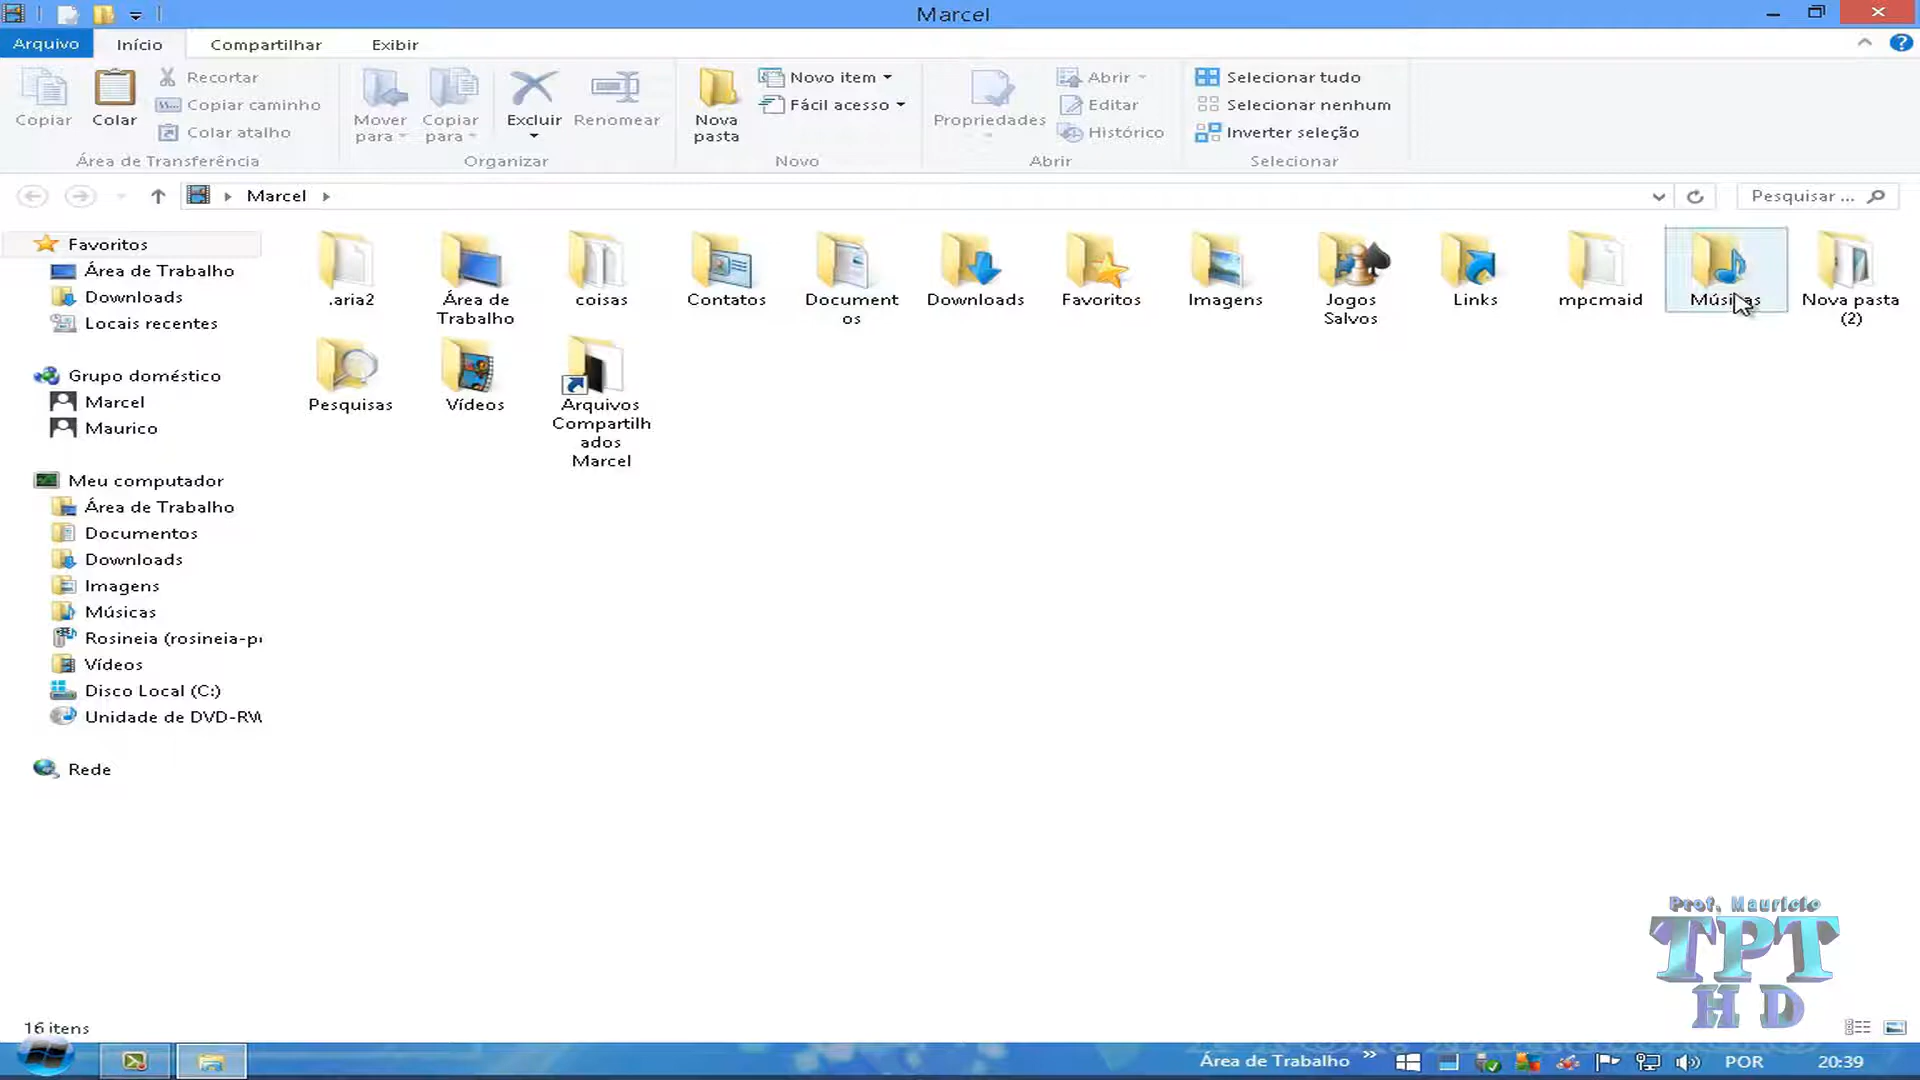 Marcel
Arquivo
Início
Compartilhar
Exibir
Copiar
Colar
Recortar
Copiar caminho
Colar atalho
Área de Transferência
Mover
para
Copiar
para
Excluir
Renomear
Organizar
Nova
pasta
Novo item
Fácil acesso
Novo
Propriedades
Abrir
Editar
Histórico
Abrir
Selecionar tudo
Selecionar nenhum
Inverter seleção
Selecionar
Marcel
Pesquisar ...
Favoritos
Área de Trabalho
Downloads
Locais recentes
Grupo doméstico
Marcel
Maurico
Meu computador
Área de Trabalho
Documentos
Downloads
Imagens
Músicas
Rosineia (rosineia-p
Vídeos
Disco Local (C:)
Unidade de DVD-RW
Rede
.aria2
Área de
Trabalho
coisas
Contatos
Document
os
Downloads
Favoritos
Imagens
Jogos
Salvos
Links
mpcmaid
Músicas
Nova pasta
(2)
Pesquisas
Vídeos
Arquivos
Compartilh
ados
Marcel
Prof. Mauricio
TPT
HD
16 itens
Área de Trabalho
POR
20:39